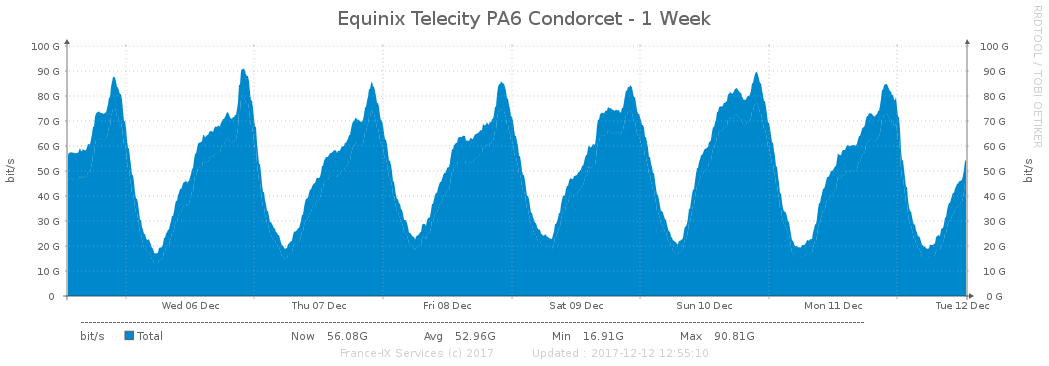 Equinix Telecity PA6 Condorcet - 1 Week
RRDTOOL / TOBI OETIKER
100 G 100 G
90 G 90 G
80 G 80 G
70 G 70 G
60 G 60 G
50 G 50 G
40 G 40 G
30 G 30 G
20 G 20 G
10 G 10 G
0 0 G
bit/s bit/s
Wed 06 Dec Thu 07 Dec Fri 08 Dec Sat 09 Dec Sun 10 Dec Mon 11 Dec Tue 12 Dec
bit/s Total Now 56.08G Avg 52.96G Min 16.91G Max 90.81G
France-IX Services (c) 2017 Updated : 2017-12-12 12:55:10